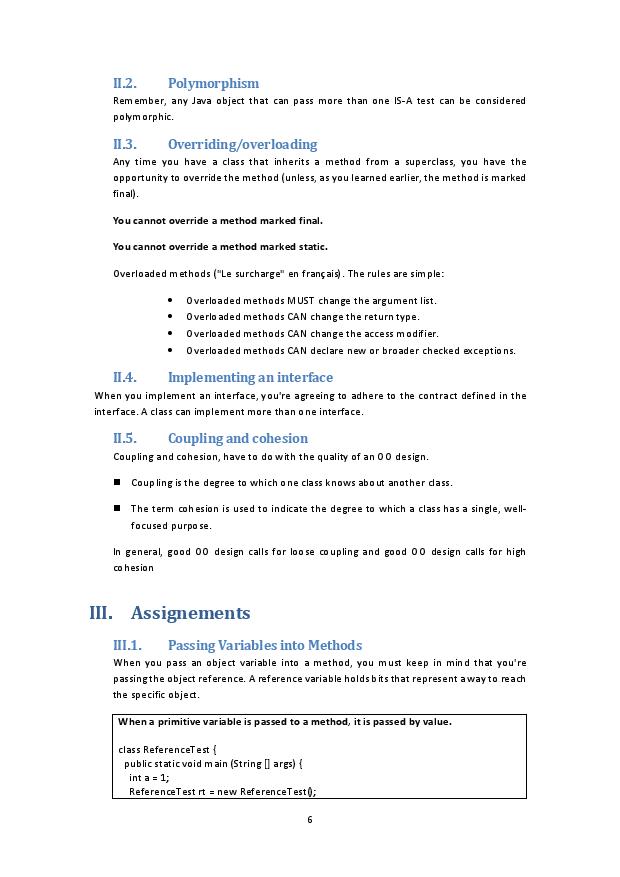 II.2. Polymorphism
Remember, any Java object that can pass more than one IS-A test can be considered
polymorphic.
II.3. Overriding/overloading
Any time you have a class that inherits a method from a superclass, you have the
opportunity to override the method (unless, as you learned earlier, the method is marked
final).
You cannot override a method marked final.
You cannot override a method marked static.
Overloaded methods ("Le surcharge" en français). The rules are simple:
• Overloaded methods MUST change the argument list.
• Overloaded methods CAN change the return type.
• Overloaded methods CAN change the access modifier.
• Overloaded methods CAN declare new or broader checked exceptions.
II.4. Implementing an interface
When you implement an interface, you're agreeing to adhere to the contract defined in the
interface. A class can implement more than one interface.
II.5. Coupling and cohesion
Coupling and cohesion, have to do with the quality of an OO design.
■ Coupling is the degree to which one class knows about another class.
■ The term cohesion is used to indicate the degree to which a class has a single, well-
focused purpose.
In general, good OO design calls for loose coupling and good OO design calls for high
cohesion
III. Assignements
III.1. Passing Variables into Methods
When you pass an object variable into a method, you must keep in mind that you're
passing the object reference. A reference variable holds bits that represent a way to reach
the specific object.
When a primitive variable is passed to a method, it is passed by value.
class ReferenceTest {
public static void main (String [] args) {
int a = 1;
ReferenceTest rt = new ReferenceTest();
6